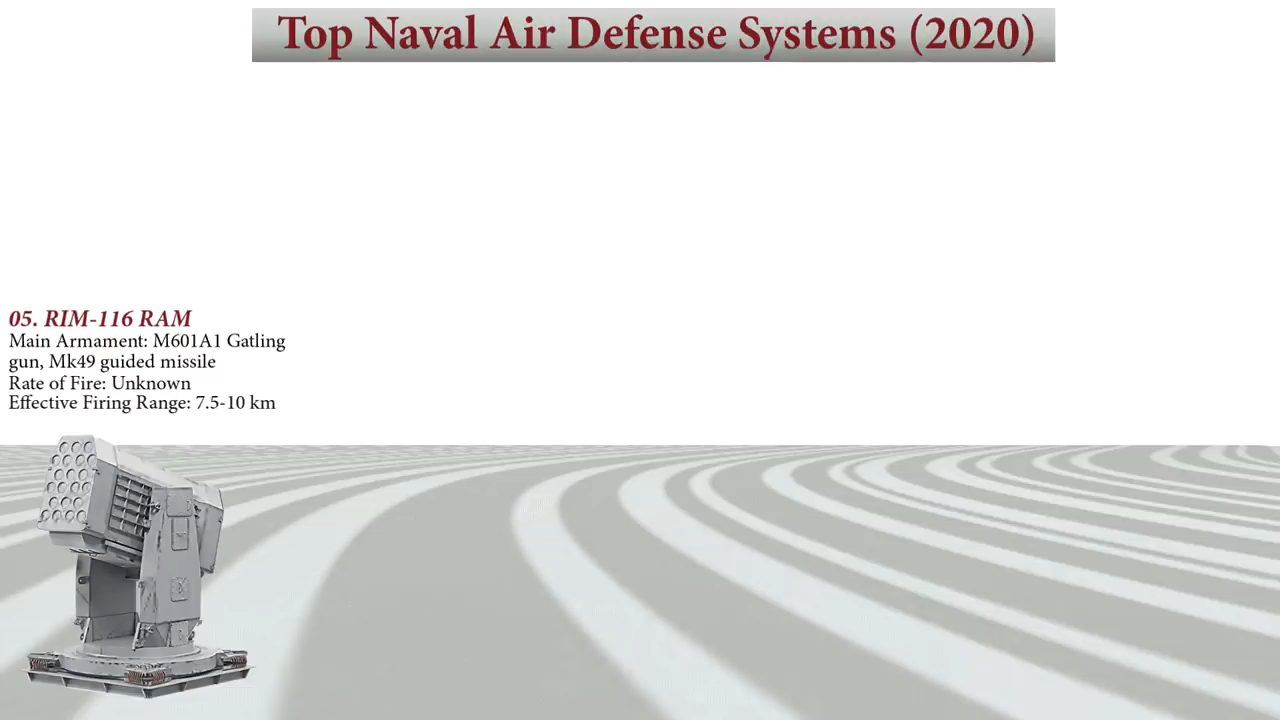 Top Naval Air Defense Systems (2020)
05. RIM-116 RAM
Main Armament: M601A1 Gatling
gun, Mk49 guided missile
Rate of Fire: Unknown
Effective Firing Range: 7.5-10 km